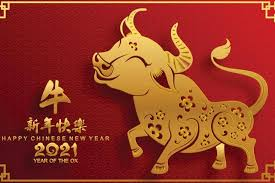 牛
新年快樂
HAPPY CHINESE NEW YEAR
2021
YEAR OF THE OX